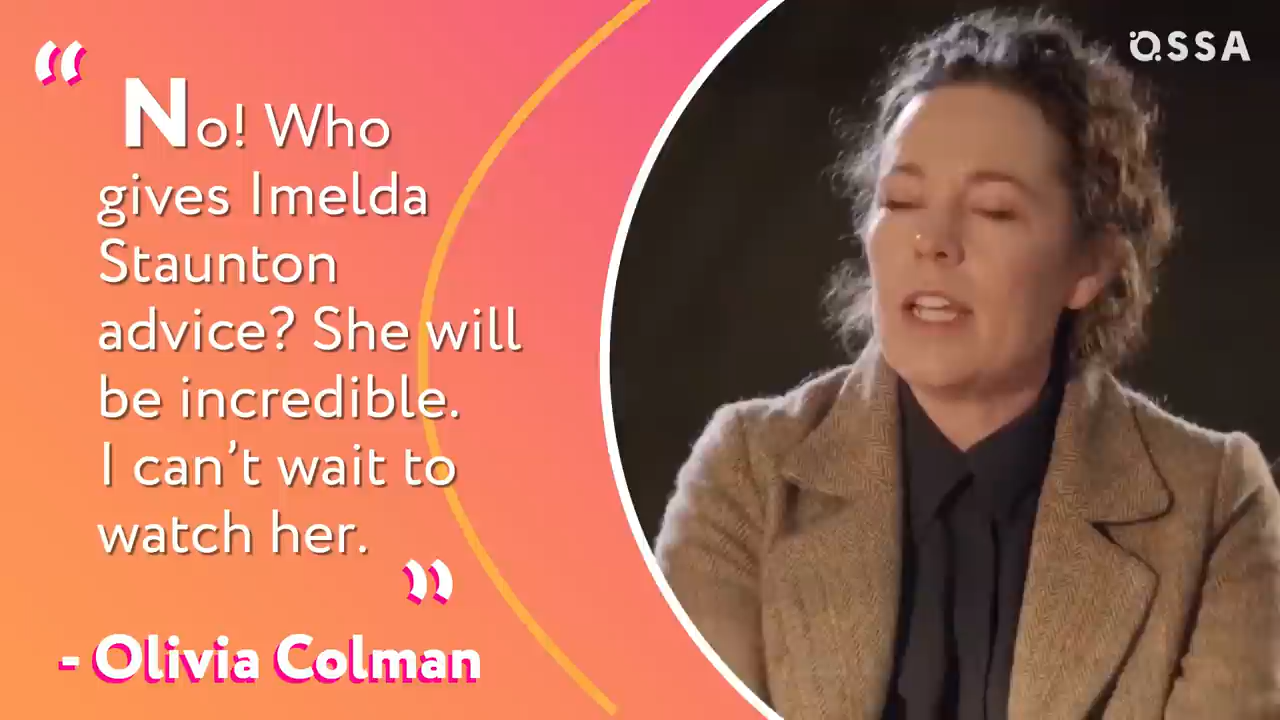 OSSA
“
No! Who
gives Imelda
Staunton
advice? She will
be incredible.
I can’t wait to
watch her.
”
- Olivia Colman